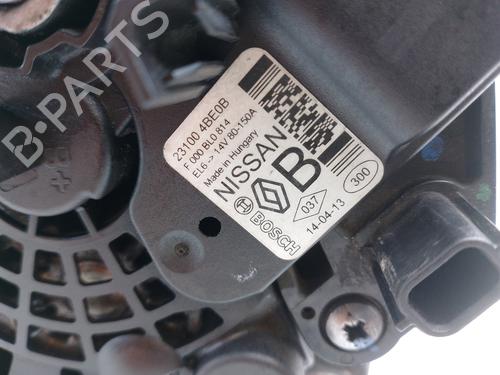 23100 4BE0B
F 000 BL0 814
EL6-> 14V 80-150A
Made in Hungary
NISSAN
B
BOSCH
037
14-04-13
300
B+
B-PARTS